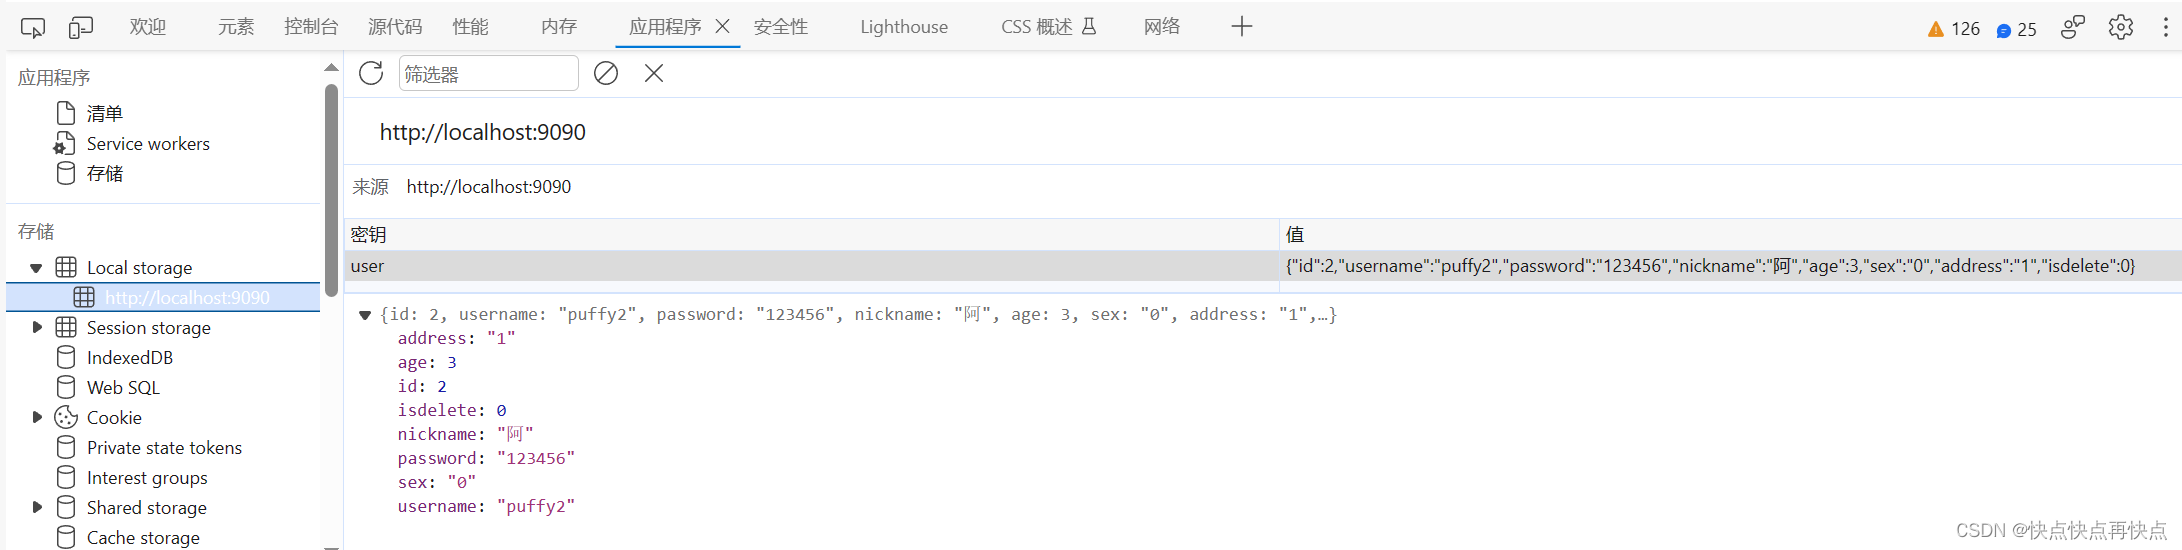 欢迎 元素 控制台 源代码 性能 内存 应用程序 安全性 Lighthouse CSS 概述 网络 126 25
应用程序
清单
Service workers
存储
存储
Local storage
http://localhost:9090
Session storage
IndexedDB
Web SQL
Cookie
Private state tokens
Interest groups
Shared storage
Cache storage
筛选器
http://localhost:9090
来源 http://localhost:9090
密钥 值
user {"id":2,"username":"puffy2","password":"123456","nickname":"阿","age":3,"sex":"0","address":"1","isdelete":0}
{id: 2, username: "puffy2", password: "123456", nickname: "阿", age: 3, sex: "0", address: "1",…}
address: "1"
age: 3
id: 2
isdelete: 0
nickname: "阿"
password: "123456"
sex: "0"
username: "puffy2"
CSDN @快点快点再快点